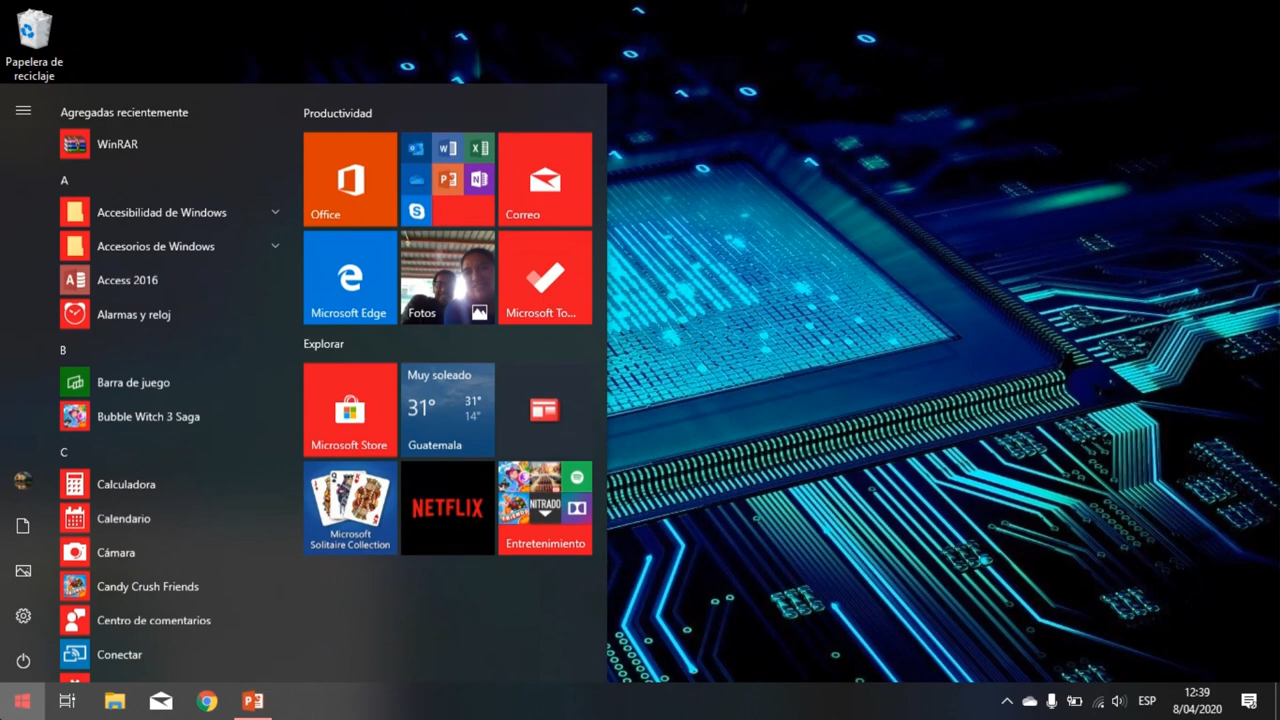 Papelera de
reciclaje
Agregadas recientemente
WinRAR
A
Accesibilidad de Windows
Accesorios de Windows
Access 2016
Alarmas y reloj
B
Barra de juego
Bubble Witch 3 Saga
C
Calculadora
Calendario
Cámara
Candy Crush Friends
Centro de comentarios
Conectar
Productividad
Office
Correo
Microsoft Edge
Fotos
Microsoft To...
Explorar
Microsoft Store
Muy soleado
31°
31°
14°
Guatemala
Microsoft
Solitaire Collection
NETFLIX
NITRADO
Entretenimiento
ESP
12:39
8/04/2020